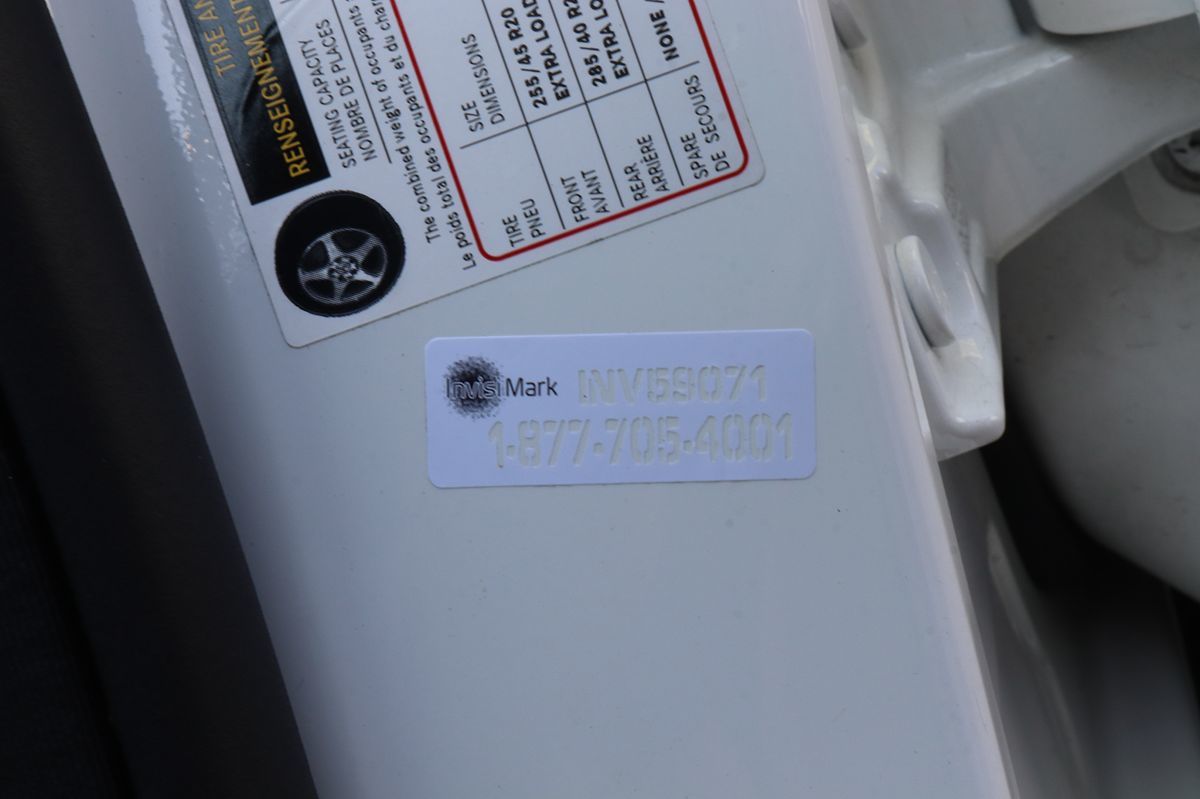 TIRE AN
RENSEIGNEMENT
SEATING CAPACITY
NOMBRE DE PLACES
The combined weight of occupants
Le poids total des occupants et du char
TIRE SIZE
PNEU DIMENSIONS
FRONT 255/45 R20
AVANT EXTRA LOAD
REAR 285/40 R2
ARRIÈRE EXTRA LO
SPARE NONE /
DE SECOURS
InvisiMark INV59071
1-877-705-4001